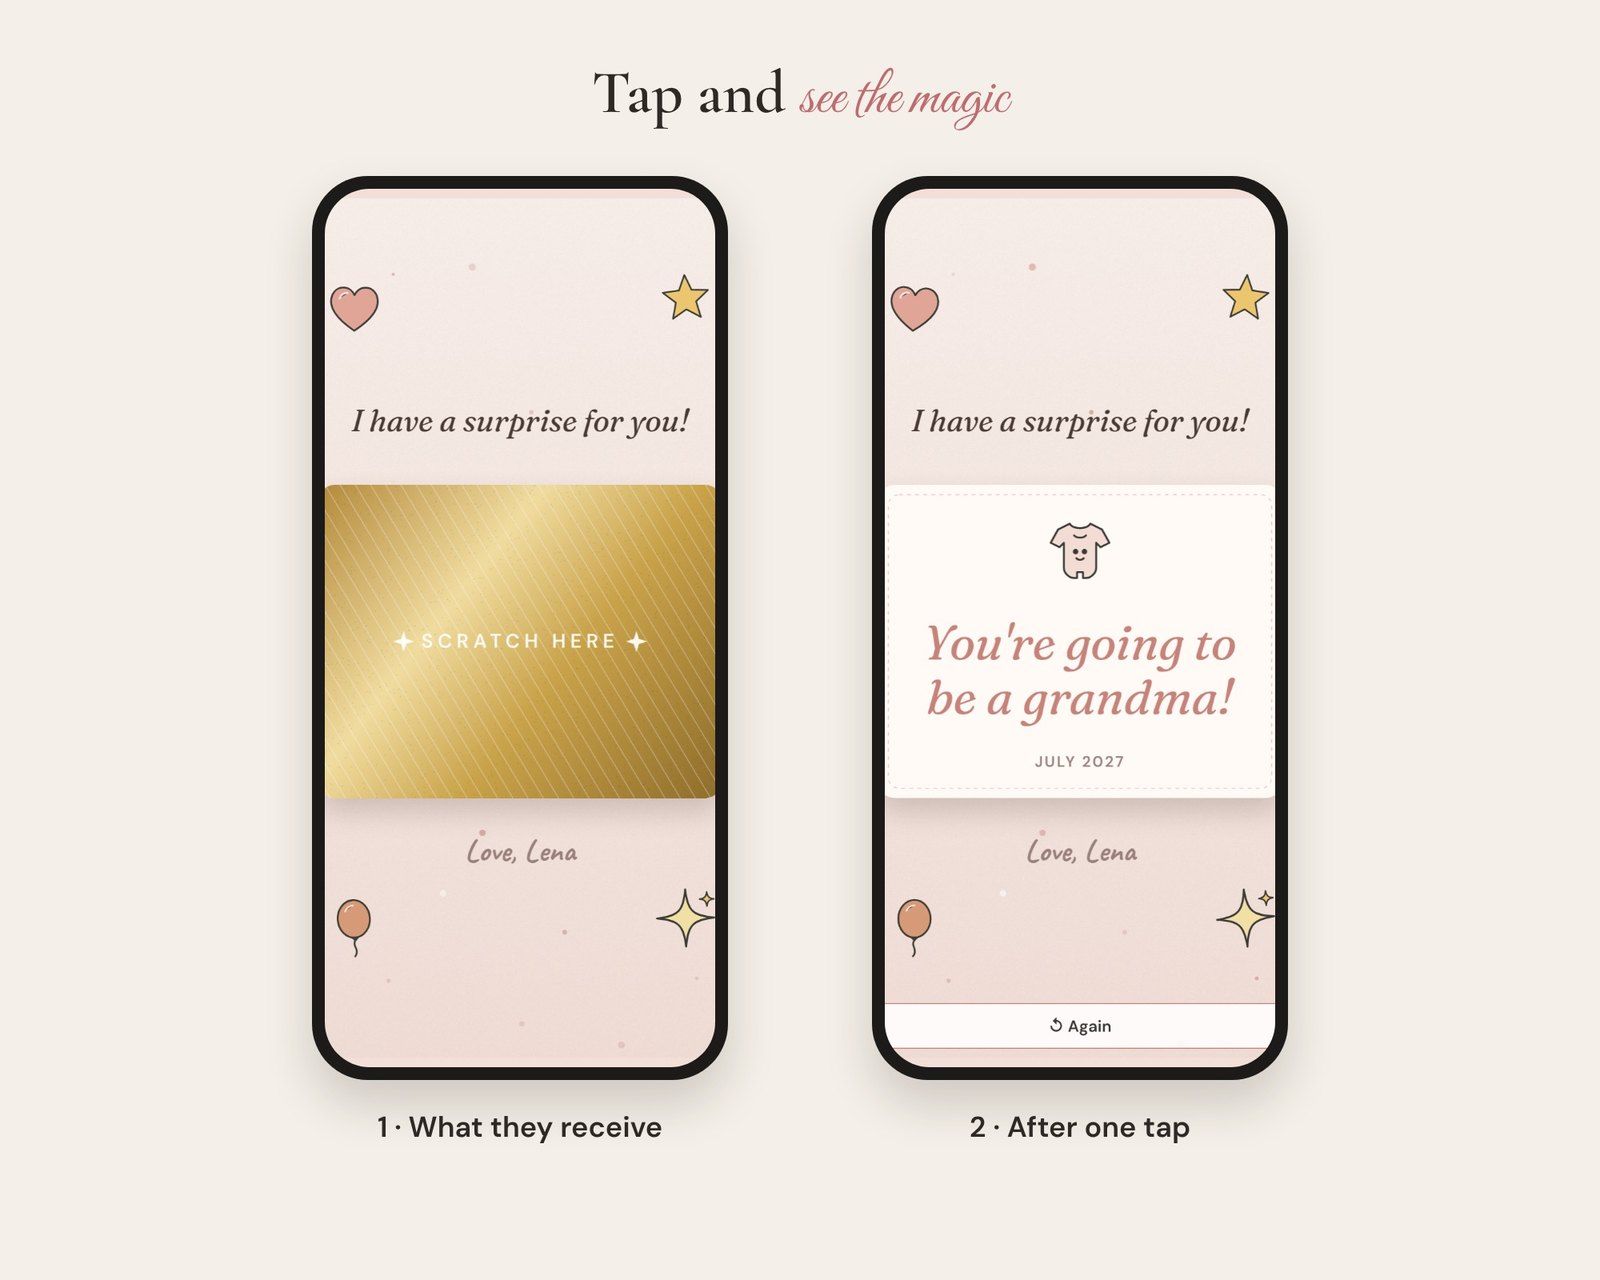 Tap and see the magic
I have a surprise for you!
SCRATCH HERE
Love, Lena
1 · What they receive
I have a surprise for you!
You're going to
be a grandma!
JULY 2027
Love, Lena
Again
2 · After one tap